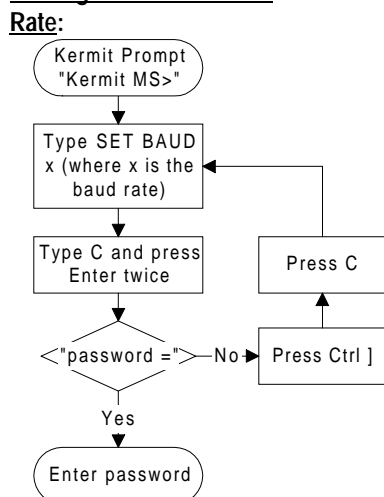 Rate:
Kermit Prompt
"Kermit MS>"
Type SET BAUD
x (where x is the
baud rate)
Type C and press
Enter twice
Press C
"password ="
No
Press Ctrl ]
Yes
Enter password